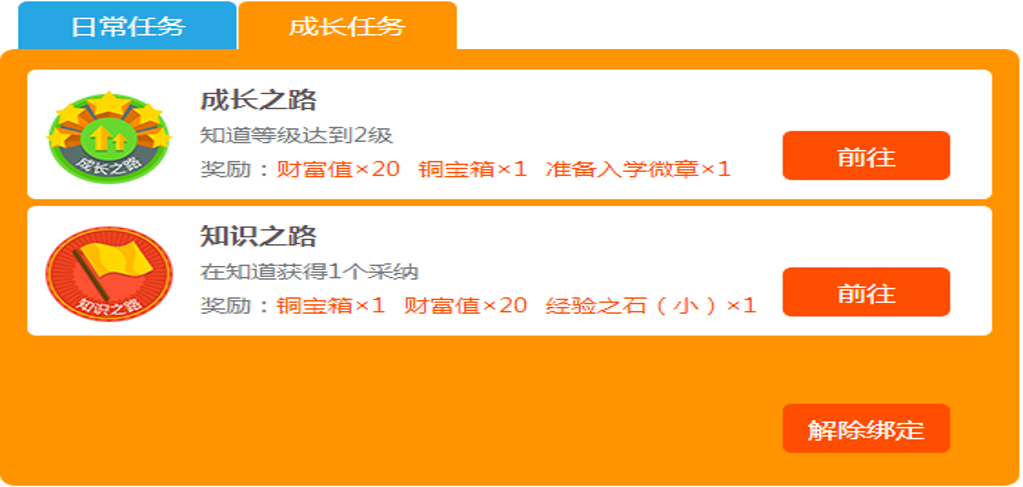 日常任务
成长任务
成长之路
成长之路
知道等级达到2级
奖励：财富值×20 铜宝箱×1 准备入学微章×1
前往
知识之路
知识之路
在知道获得1个采纳
奖励：铜宝箱×1 财富值×20 经验之石（小）×1
前往
解除绑定